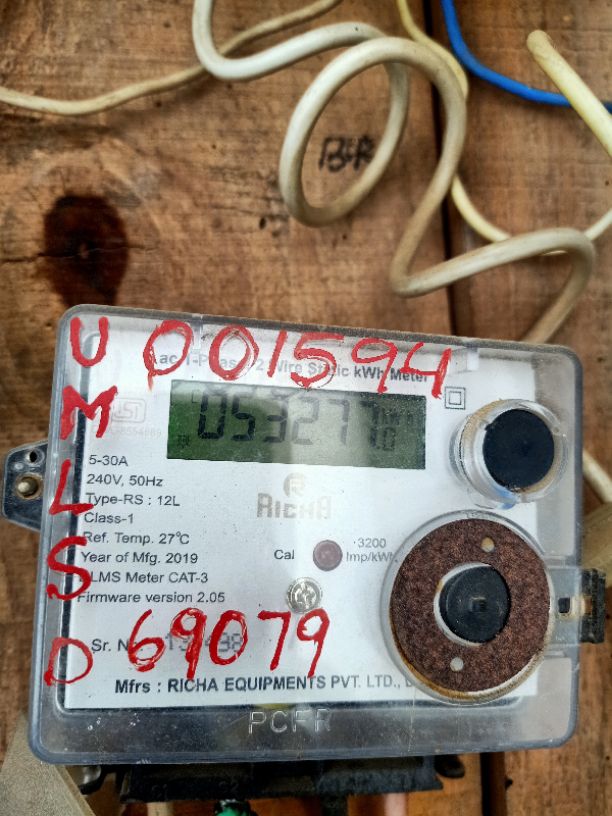 UMLSD
001594
ac 1-Phase 2 Wire Static kWh Meter
053277
5-30A
240V, 50Hz
Type-RS : 12L
Class-1
Ref. Temp. 27°C
Year of Mfg. 2019
LMS Meter CAT-3
Firmware version 2.05
R
RICHA
Cal
3200
Imp/kWh
Sr. N
69079
Mfrs : RICHA EQUIPMENTS PVT. LTD.,
PCFR